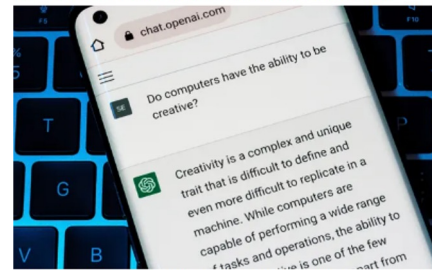 chat.openai.com
SE
Do computers have the ability to be
creative?
Creativity is a complex and unique
trait that is difficult to define and
even more difficult to replicate in a
machine. While computers are
capable of performing a wide range
of tasks and operations, the ability to
is one of the few
part from
%
5
F5
F10
T
G
V
B
P